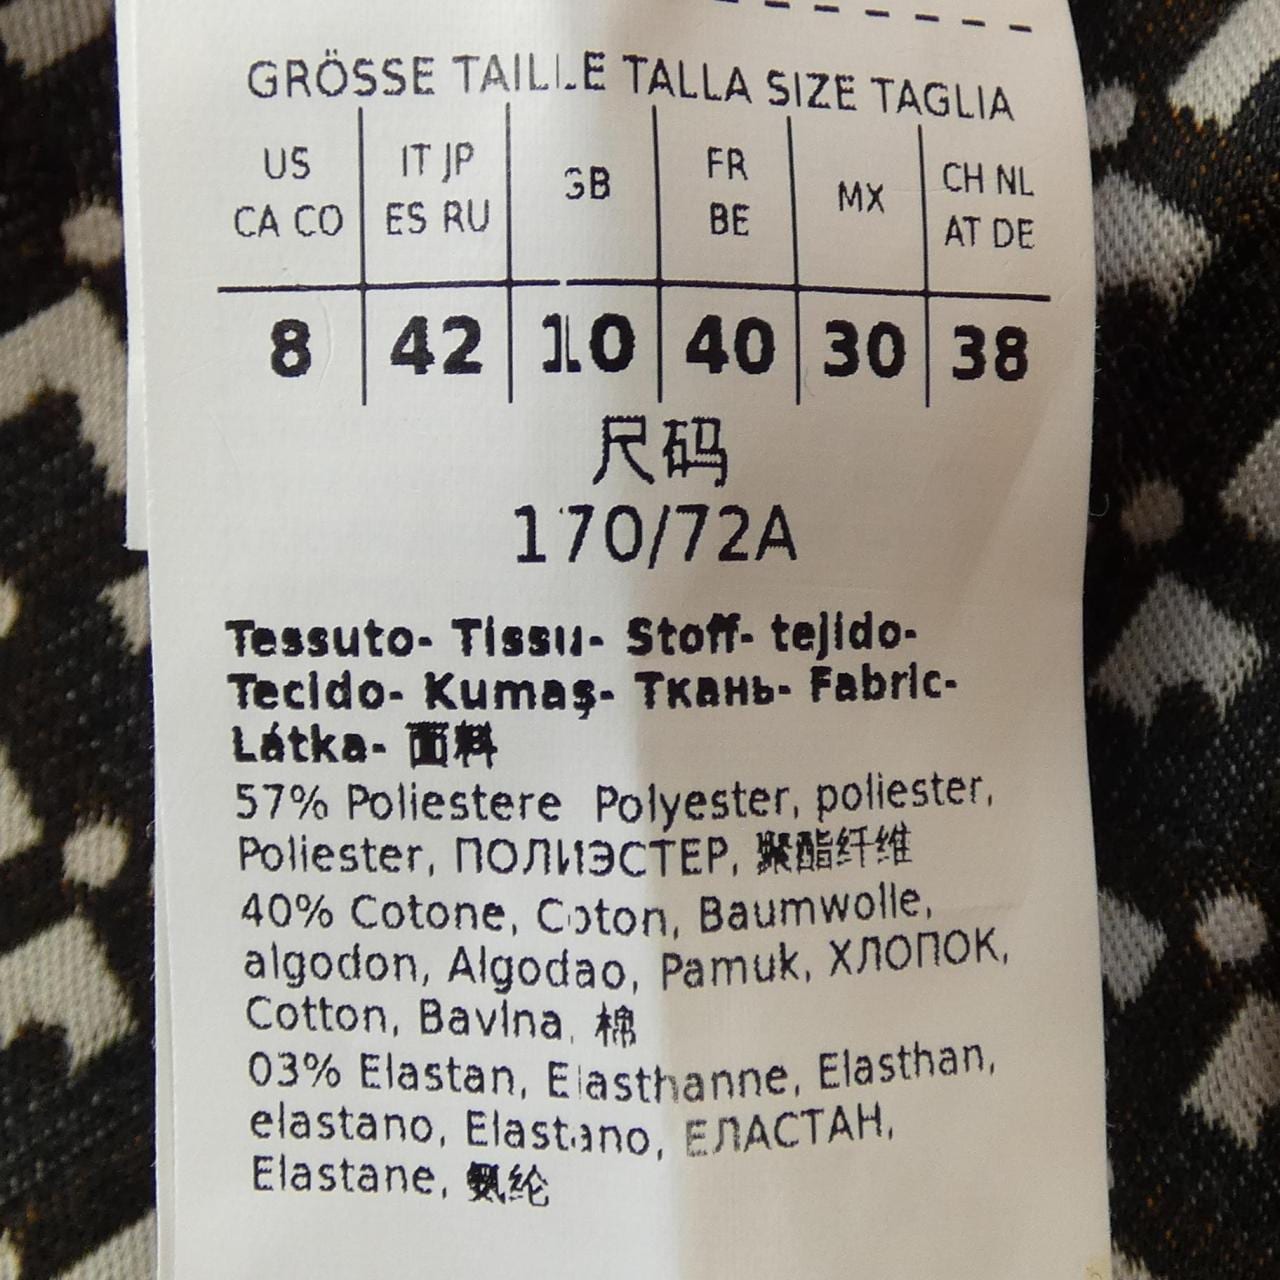 GRÖSSE TAILLE TALLA SIZE TAGLIA
US IT JP GB FR MX CH NL
CA CO ES RU BE AT DE
8 42 10 40 30 38
尺码
170/72A
Tessuto- Tissu- Stoff- tejido-
Tecido- Kumaş- Ткань- Fabric-
Látka- 面料
57% Poliestere Polyester, poliester,
Poliester, ПОЛИЭСТЕР, 聚酯纤维
40% Cotone, Coton, Baumwolle,
algodon, Algodao, Pamuk, ХЛОПОК,
Cotton, Bavlna, 棉
03% Elastan, Elasthanne, Elasthan,
elastano, Elastano, ЕЛАСТАН,
Elastane, 氨纶